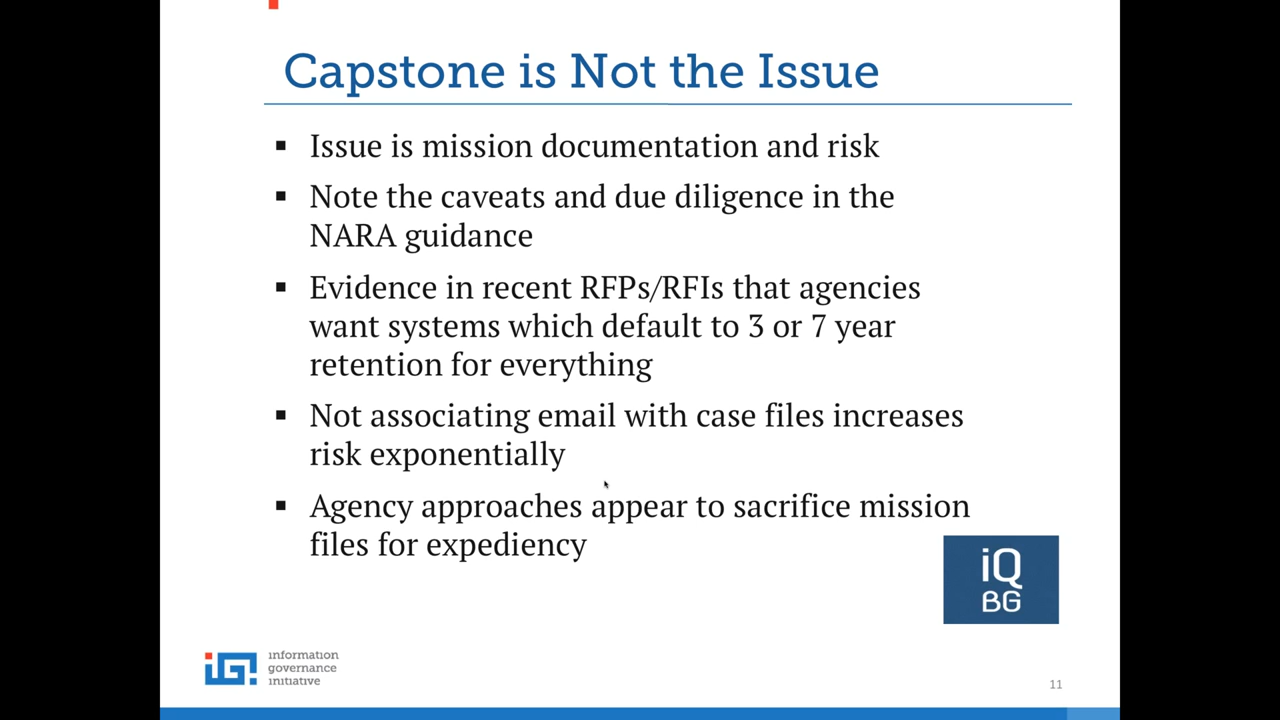 Capstone is Not the Issue
▪ Issue is mission documentation and risk
▪ Note the caveats and due diligence in the
NARA guidance
▪ Evidence in recent RFPs/RFIs that agencies
want systems which default to 3 or 7 year
retention for everything
▪ Not associating email with case files increases
risk exponentially
▪ Agency approaches appear to sacrifice mission
files for expediency
iQ
BG
iG!
information
governance
initiative
11